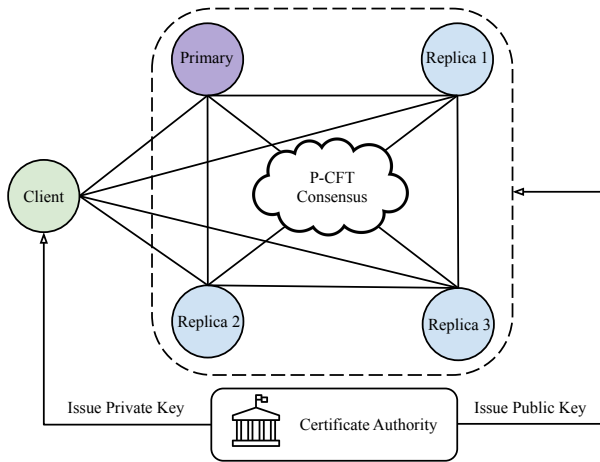 Primary
Replica 1
Client
P-CFT
Consensus
Replica 2
Replica 3
Issue Private Key
Certificate Authority
Issue Public Key